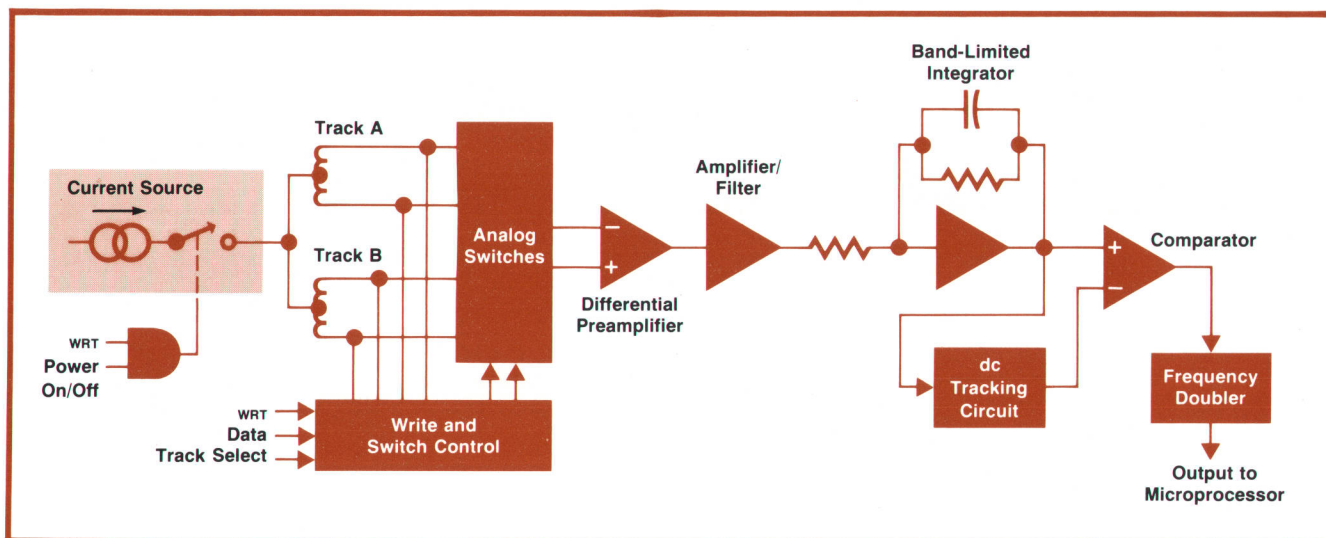 Band-Limited
Integrator
Track A
Amplifier/
Filter
Current Source
Analog
Switches
−
+
Differential
Preamplifier
+
−
Comparator
Track B
WRT
Power
On/Off
dc
Tracking
Circuit
Frequency
Doubler
WRT
Data
Track Select
Write and
Switch Control
Output to
Microprocessor